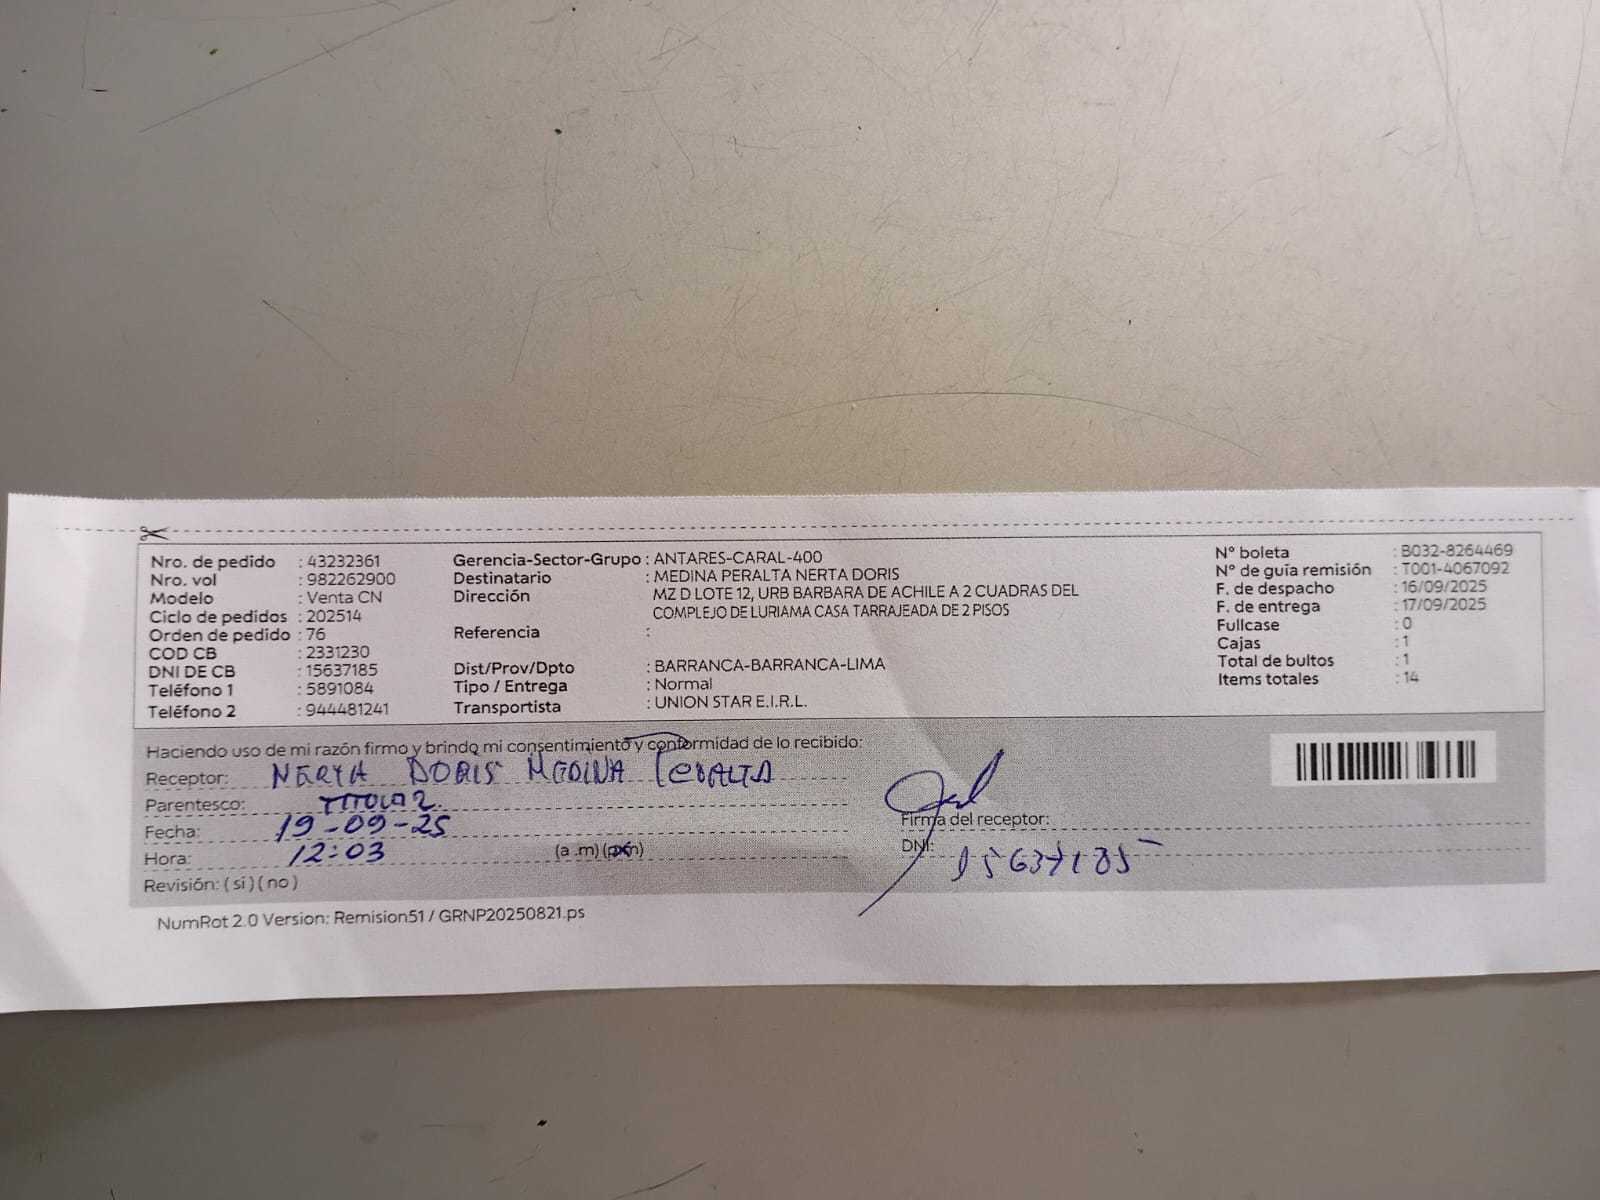 Nro. de pedido : 43232361
Nro. vol : 982262900
Modelo : Venta CN
Ciclo de pedidos : 202514
Orden de pedido : 76
COD CB : 2331230
DNI DE CB : 15637185
Teléfono 1 : 5891084
Teléfono 2 : 944481241
Gerencia-Sector-Grupo : ANTARES-CARAL-400
Destinatario : MEDINA PERALTA NERTA DORIS
Dirección MZ D LOTE 12, URB BARBARA DE ACHILE A 2 CUADRAS DEL
COMPLEJO DE LURIAMA CASA TARRAJEADA DE 2 PISOS
Referencia :
Dist/Prov/Dpto : BARRANCA-BARRANCA-LIMA
Tipo / Entrega : Normal
Transportista : UNION STAR E.I.R.L.
N° boleta : B032-8264469
N° de guía remisión : T001-4067092
F. de despacho : 16/09/2025
F. de entrega : 17/09/2025
Fullcase : 0
Cajas : 1
Total de bultos : 1
Items totales : 14
Haciendo uso de mi razón firmo y brindo mi consentimiento y conformidad de lo recibido:
Receptor: NERTA DORIS MEDINA PERALTA
Parentesco:
Fecha: 19-09-25
Hora: 12:03 (a .m) (p.m)
Revisión: ( si ) ( no )
Firma del receptor:
DNI: 15637185
NumRot 2.0 Version: Remision51 / GRNP20250821.ps